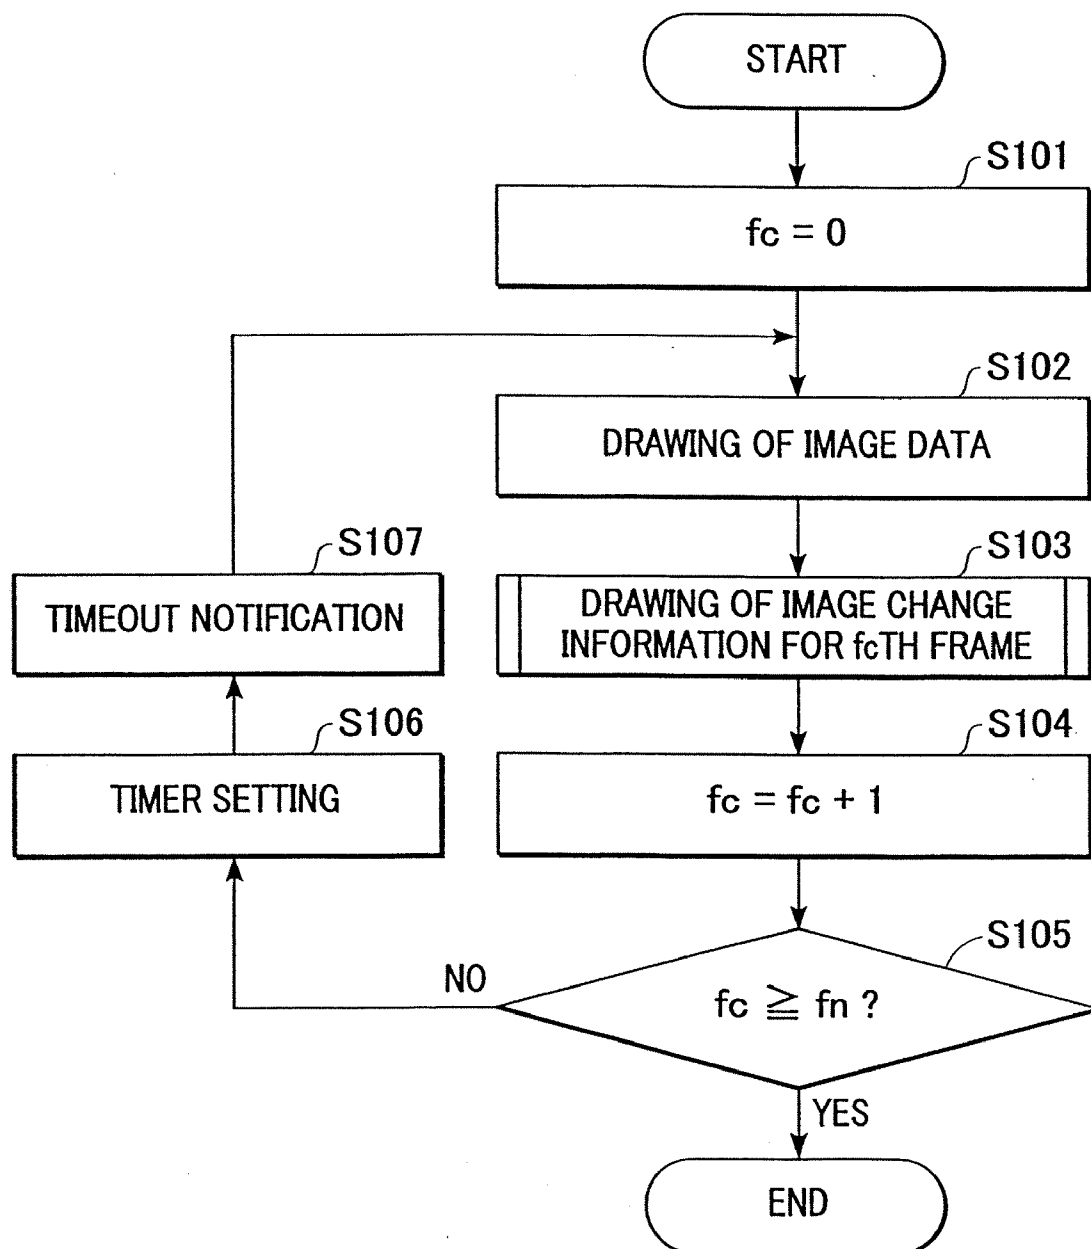 START
S101
fc = 0
S102
DRAWING OF IMAGE DATA
S103
DRAWING OF IMAGE CHANGE
INFORMATION FOR fcTH FRAME
S104
fc = fc + 1
S105
fc ≧ fn ?
NO
S106
TIMER SETTING
S107
TIMEOUT NOTIFICATION
YES
END